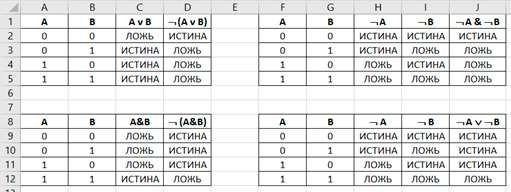 A B C D E F G H I J
1 A B A v B ¬(A v B) A B ¬A ¬B ¬A & ¬B
2 0 0 ЛОЖЬ ИСТИНА 0 0 ИСТИНА ИСТИНА ИСТИНА
3 0 1 ИСТИНА ЛОЖЬ 0 1 ИСТИНА ЛОЖЬ ЛОЖЬ
4 1 0 ИСТИНА ЛОЖЬ 1 0 ЛОЖЬ ИСТИНА ЛОЖЬ
5 1 1 ИСТИНА ЛОЖЬ 1 1 ЛОЖЬ ЛОЖЬ ЛОЖЬ
6
7
8 A B A&B ¬ (A&B) A B ¬ A ¬ B ¬A ∨ ¬B
9 0 0 ЛОЖЬ ИСТИНА 0 0 ИСТИНА ИСТИНА ИСТИНА
10 0 1 ЛОЖЬ ИСТИНА 0 1 ИСТИНА ЛОЖЬ ИСТИНА
11 1 0 ЛОЖЬ ИСТИНА 1 0 ЛОЖЬ ИСТИНА ИСТИНА
12 1 1 ИСТИНА ЛОЖЬ 1 1 ЛОЖЬ ЛОЖЬ ЛОЖЬ